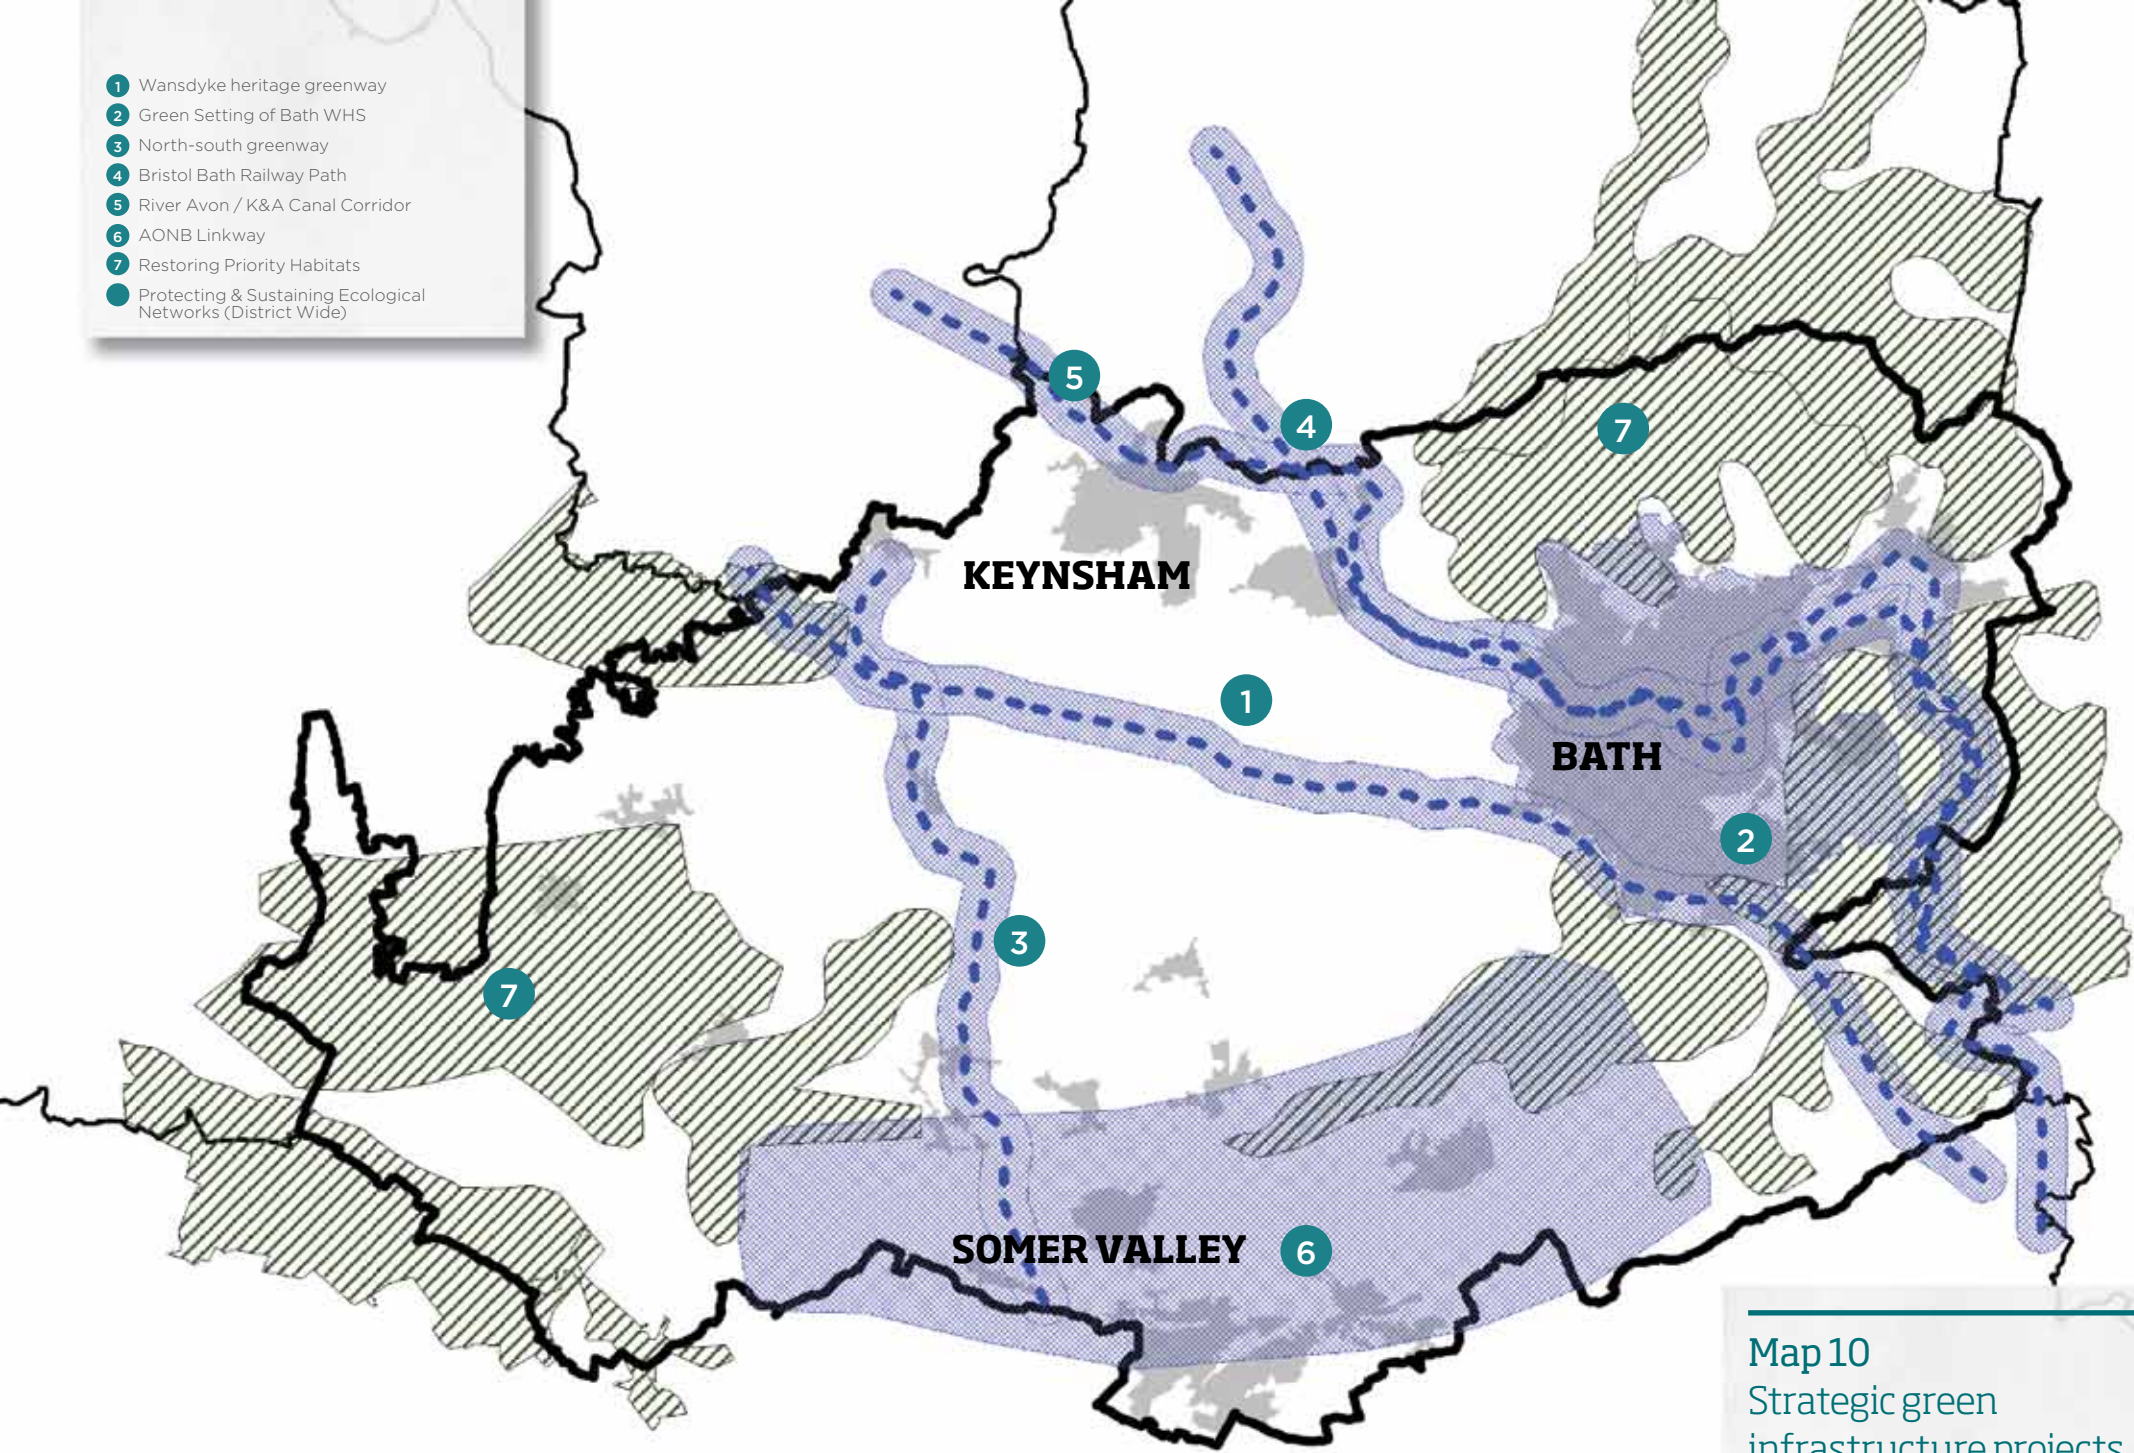 1 Wansdyke heritage greenway
2 Green Setting of Bath WHS
3 North-south greenway
4 Bristol Bath Railway Path
5 River Avon / K&A Canal Corridor
6 AONB Linkway
7 Restoring Priority Habitats
Protecting & Sustaining Ecological
Networks (District Wide)
5
4
7
KEYNSHAM
1
BATH
2
3
7
SOMER VALLEY
6
Map 10
Strategic green
infrastructure projects